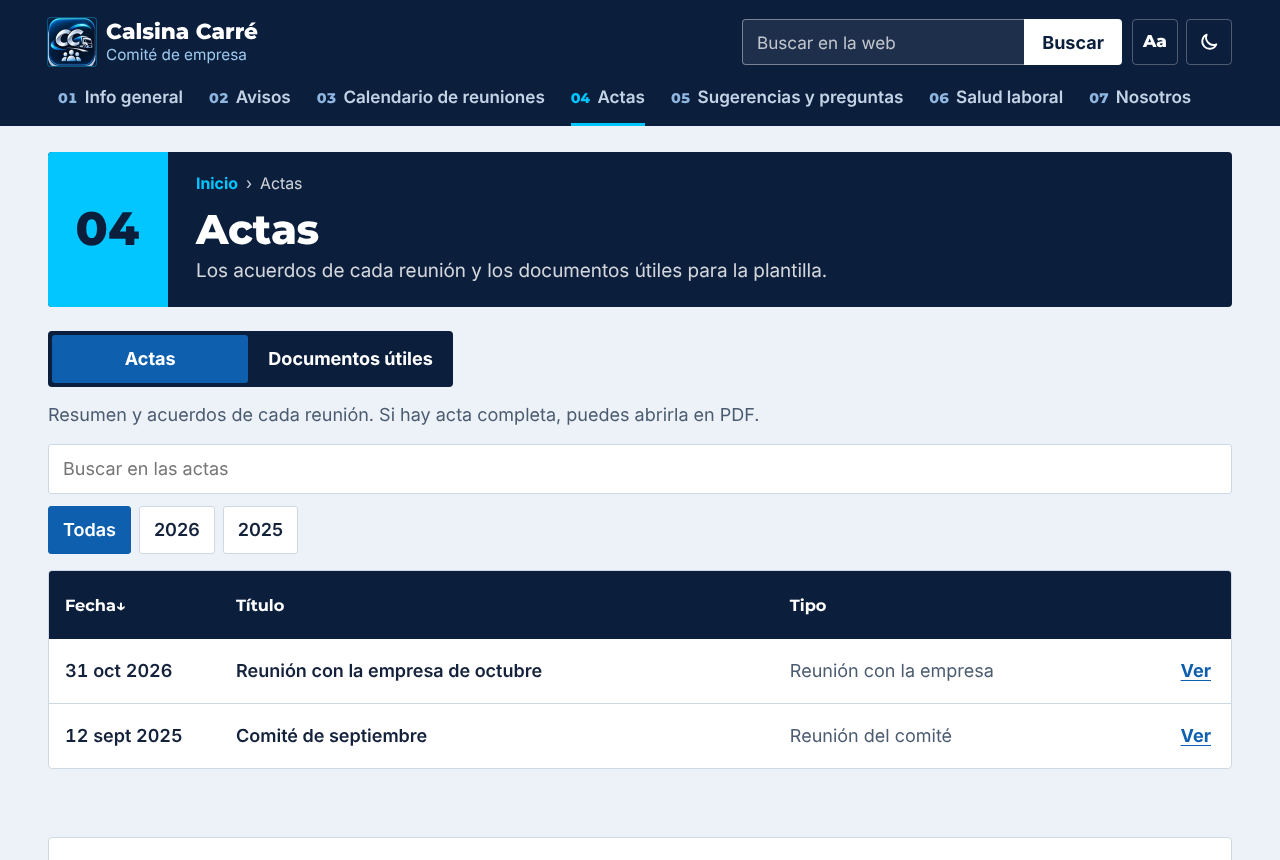 Calsina Carré
Comité de empresa
Buscar en la web
Buscar
Aa
01 Info general
02 Avisos
03 Calendario de reuniones
04 Actas
05 Sugerencias y preguntas
06 Salud laboral
07 Nosotros
04
Inicio › Actas
Actas
Los acuerdos de cada reunión y los documentos útiles para la plantilla.
Actas
Documentos útiles
Resumen y acuerdos de cada reunión. Si hay acta completa, puedes abrirla en PDF.
Buscar en las actas
Todas
2026
2025
Fecha↓ Título Tipo
31 oct 2026 Reunión con la empresa de octubre Reunión con la empresa Ver
12 sept 2025 Comité de septiembre Reunión del comité Ver